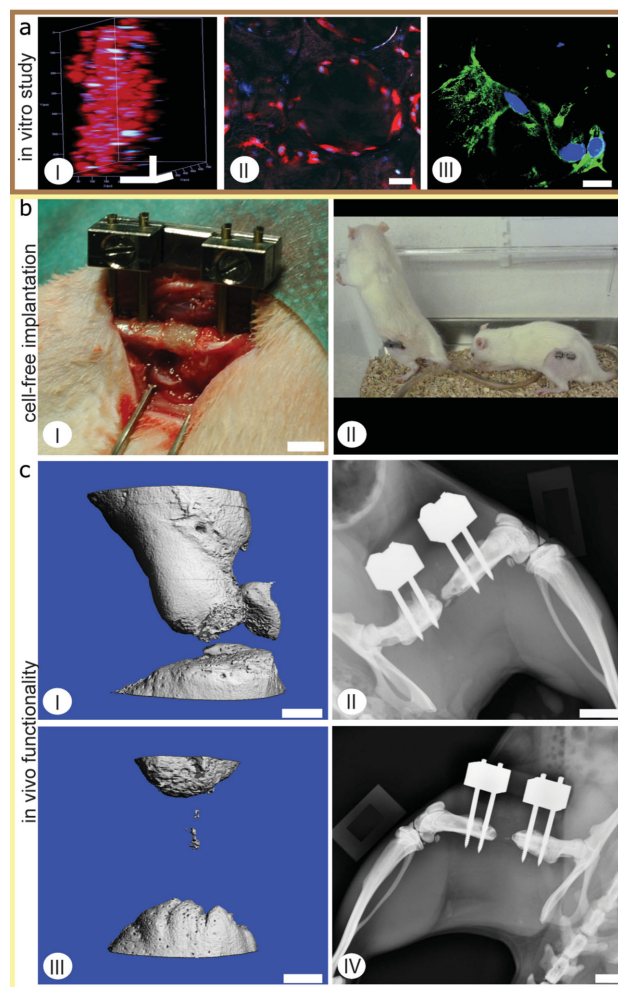 a
in vitro study
I
II
III
b
cell-free implantation
I
II
c
in vivo functionality
I
II
III
IV